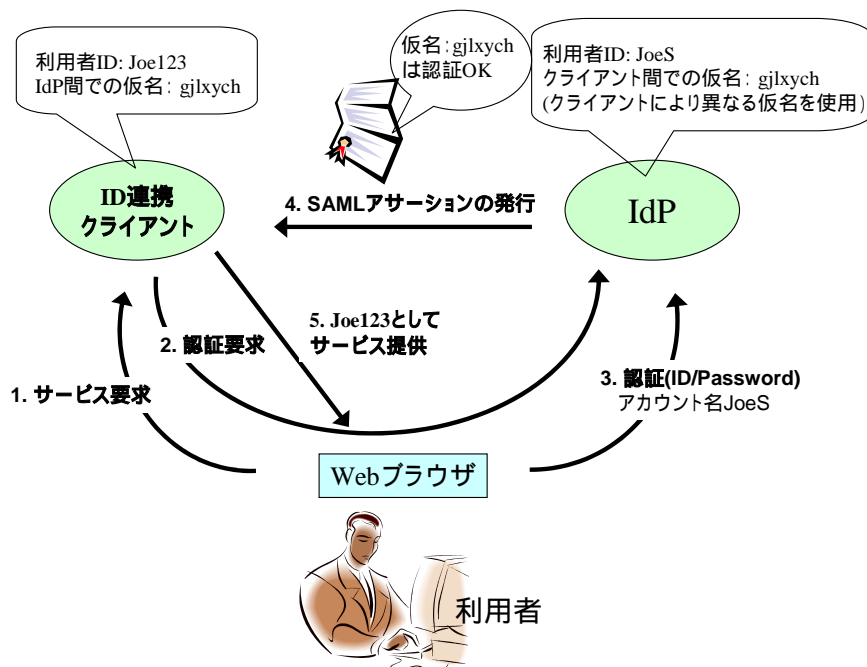 利用者ID: Joe123
IdP間での仮名: gjlxych
仮名:gjlxych
は認証OK
利用者ID: JoeS
クライアント間での仮名: gjlxych
(クライアントにより異なる仮名を使用)
ID連携
クライアント
4. SAMLアサーションの発行
IdP
5. Joe123として
サービス提供
2. 認証要求
1. サービス要求
3. 認証(ID/Password)
アカウント名JoeS
Webブラウザ
利用者